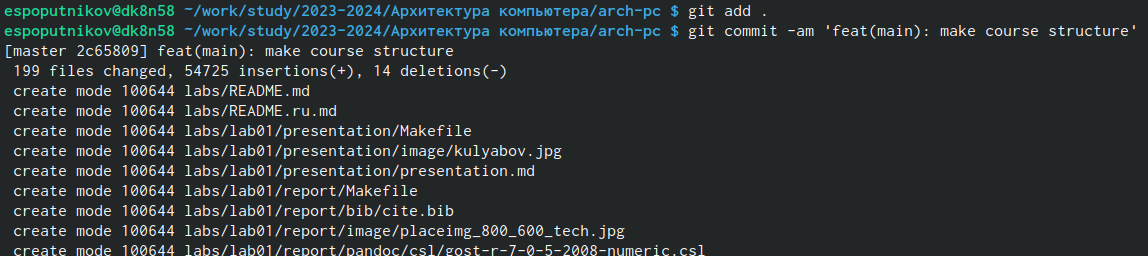 espoputnikov@dk8n58 ~/work/study/2023-2024/Архитектура компьютера/arch-pc $ git add .
espoputnikov@dk8n58 ~/work/study/2023-2024/Архитектура компьютера/arch-pc $ git commit -am 'feat(main): make course structure'
[master 2c65809] feat(main): make course structure
 199 files changed, 54725 insertions(+), 14 deletions(-)
 create mode 100644 labs/README.md
 create mode 100644 labs/README.ru.md
 create mode 100644 labs/lab01/presentation/Makefile
 create mode 100644 labs/lab01/presentation/image/kulyabov.jpg
 create mode 100644 labs/lab01/presentation/presentation.md
 create mode 100644 labs/lab01/report/Makefile
 create mode 100644 labs/lab01/report/bib/cite.bib
 create mode 100644 labs/lab01/report/image/placeimg_800_600_tech.jpg
 create mode 100644 labs/lab01/report/pandoc/csl/gost-r-7-0-5-2008-numeric.csl